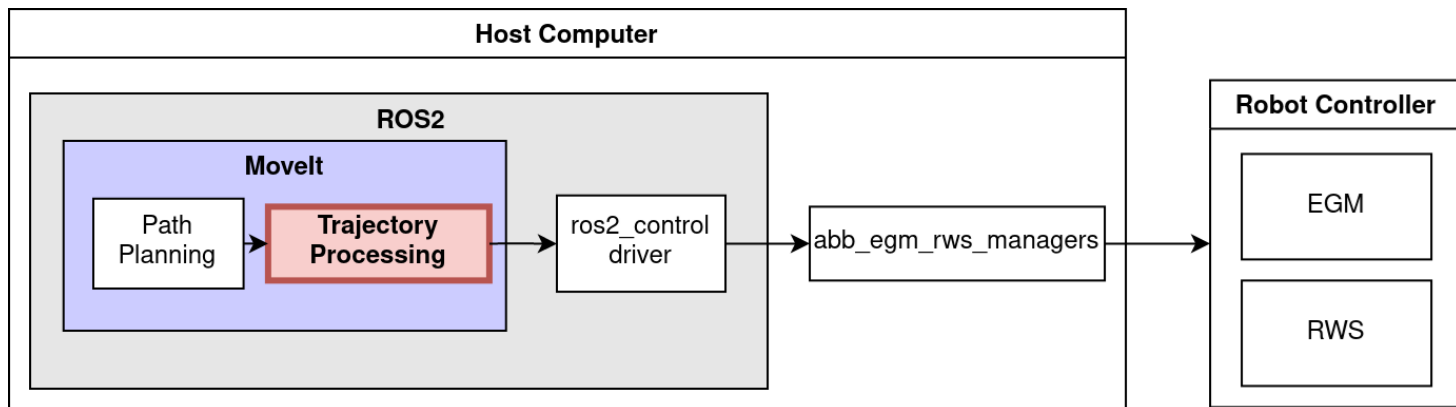 Host Computer
ROS2
MoveIt
Path
Planning
Trajectory
Processing
ros2_control
driver
abb_egm_rws_managers
Robot Controller
EGM
RWS